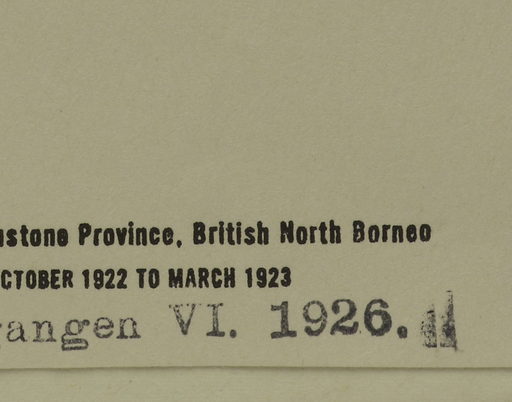 stone Province, British North Borneo
CTOBER 1922 TO MARCH 1923
angen VI. 1926.